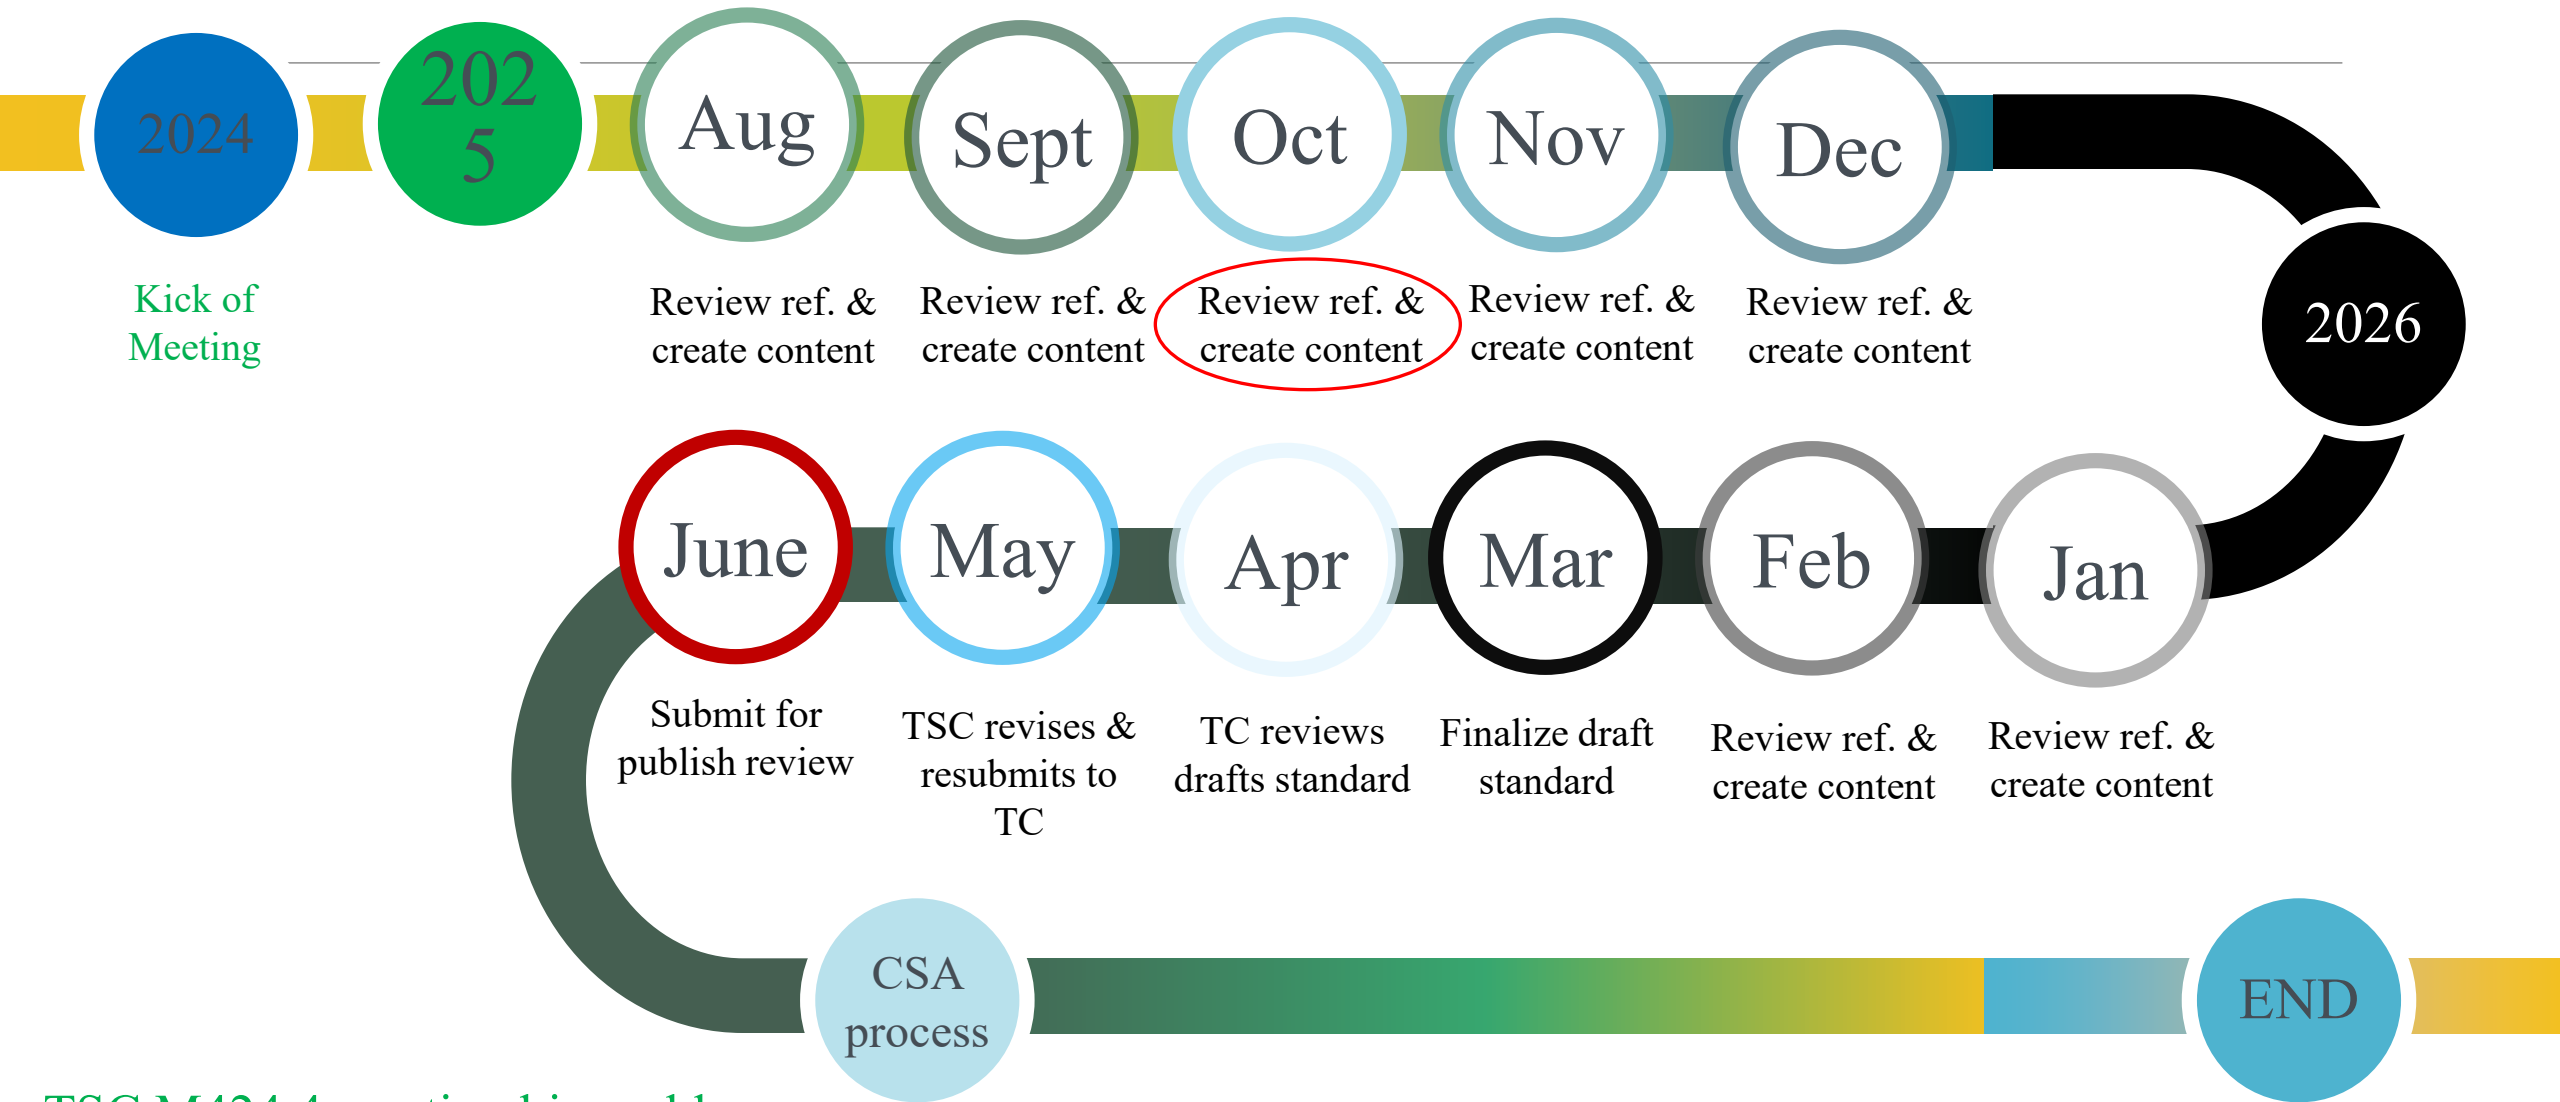 2024
202
5
Aug
Sept
Oct
Nov
Dec
Kick of
Meeting
Review ref. &
create content
Review ref. &
create content
Review ref. &
create content
Review ref. &
create content
Review ref. &
create content
2026
June
May
Apr
Mar
Feb
Jan
Submit for
publish review
TSC revises &
resubmits to
TC
TC reviews
drafts standard
Finalize draft
standard
Review ref. &
create content
Review ref. &
create content
CSA
process
END
TSC M424.4